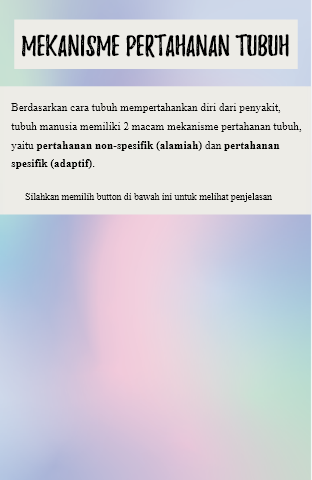 MEKANISME PERTAHANAN TUBUH
Berdasarkan cara tubuh mempertahankan diri dari penyakit,
tubuh manusia memiliki 2 macam mekanisme pertahanan tubuh,
yaitu pertahanan non-spesifik (alamiah) dan pertahanan
spesifik (adaptif).
Silahkan memilih button di bawah ini untuk melihat penjelasan